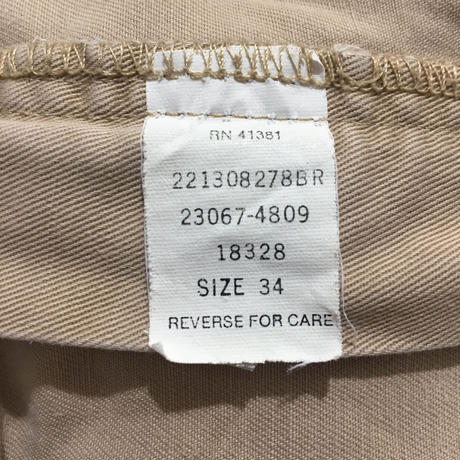 RN 41381
221308278BR
23067-4809
18328
SIZE 34
REVERSE FOR CARE